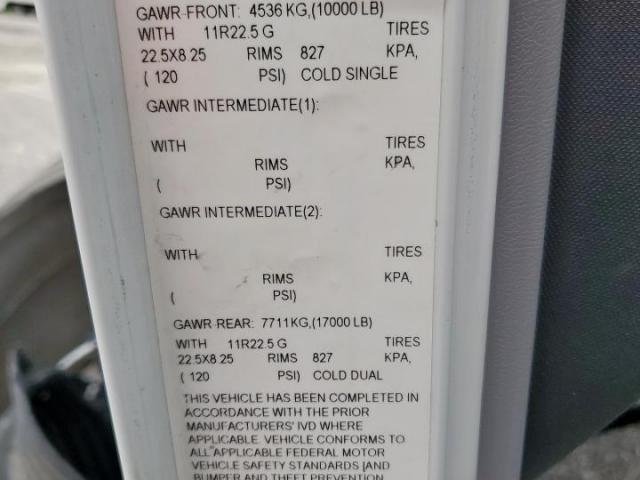 GAWR-FRONT: 4536 KG,(10000 LB)
WITH 11R22.5 G TIRES
22.5X8.25 RIMS 827 KPA,
( 120 PSI) COLD SINGLE
GAWR INTERMEDIATE(1):
WITH TIRES
RIMS KPA,
( PSI)
GAWR INTERMEDIATE(2):
WITH TIRES
RIMS KPA,
( PSI)
GAWR-REAR: 7711KG,(17000 LB)
WITH 11R22.5 G TIRES
22.5X8.25 RIMS 827 KPA,
( 120 PSI) COLD DUAL
THIS VEHICLE HAS BEEN COMPLETED IN
ACCORDANCE WITH THE PRIOR
MANUFACTURERS' IVD WHERE
APPLICABLE. VEHICLE CONFORMS TO
ALL APPLICABLE FEDERAL MOTOR
VEHICLE SAFETY STANDARDS [AND
BUMPER AND THEFT PREVENTION